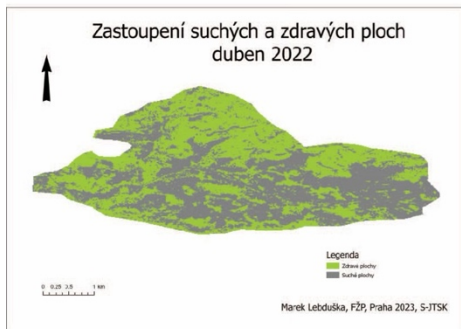 Zastoupení suchých a zdravých ploch
duben 2022
Legenda
Zdravé plochy
Suché plochy
0 0.25 0.5 1 km
Marek Lebduška, FŽP, Praha 2023, S-JTSK